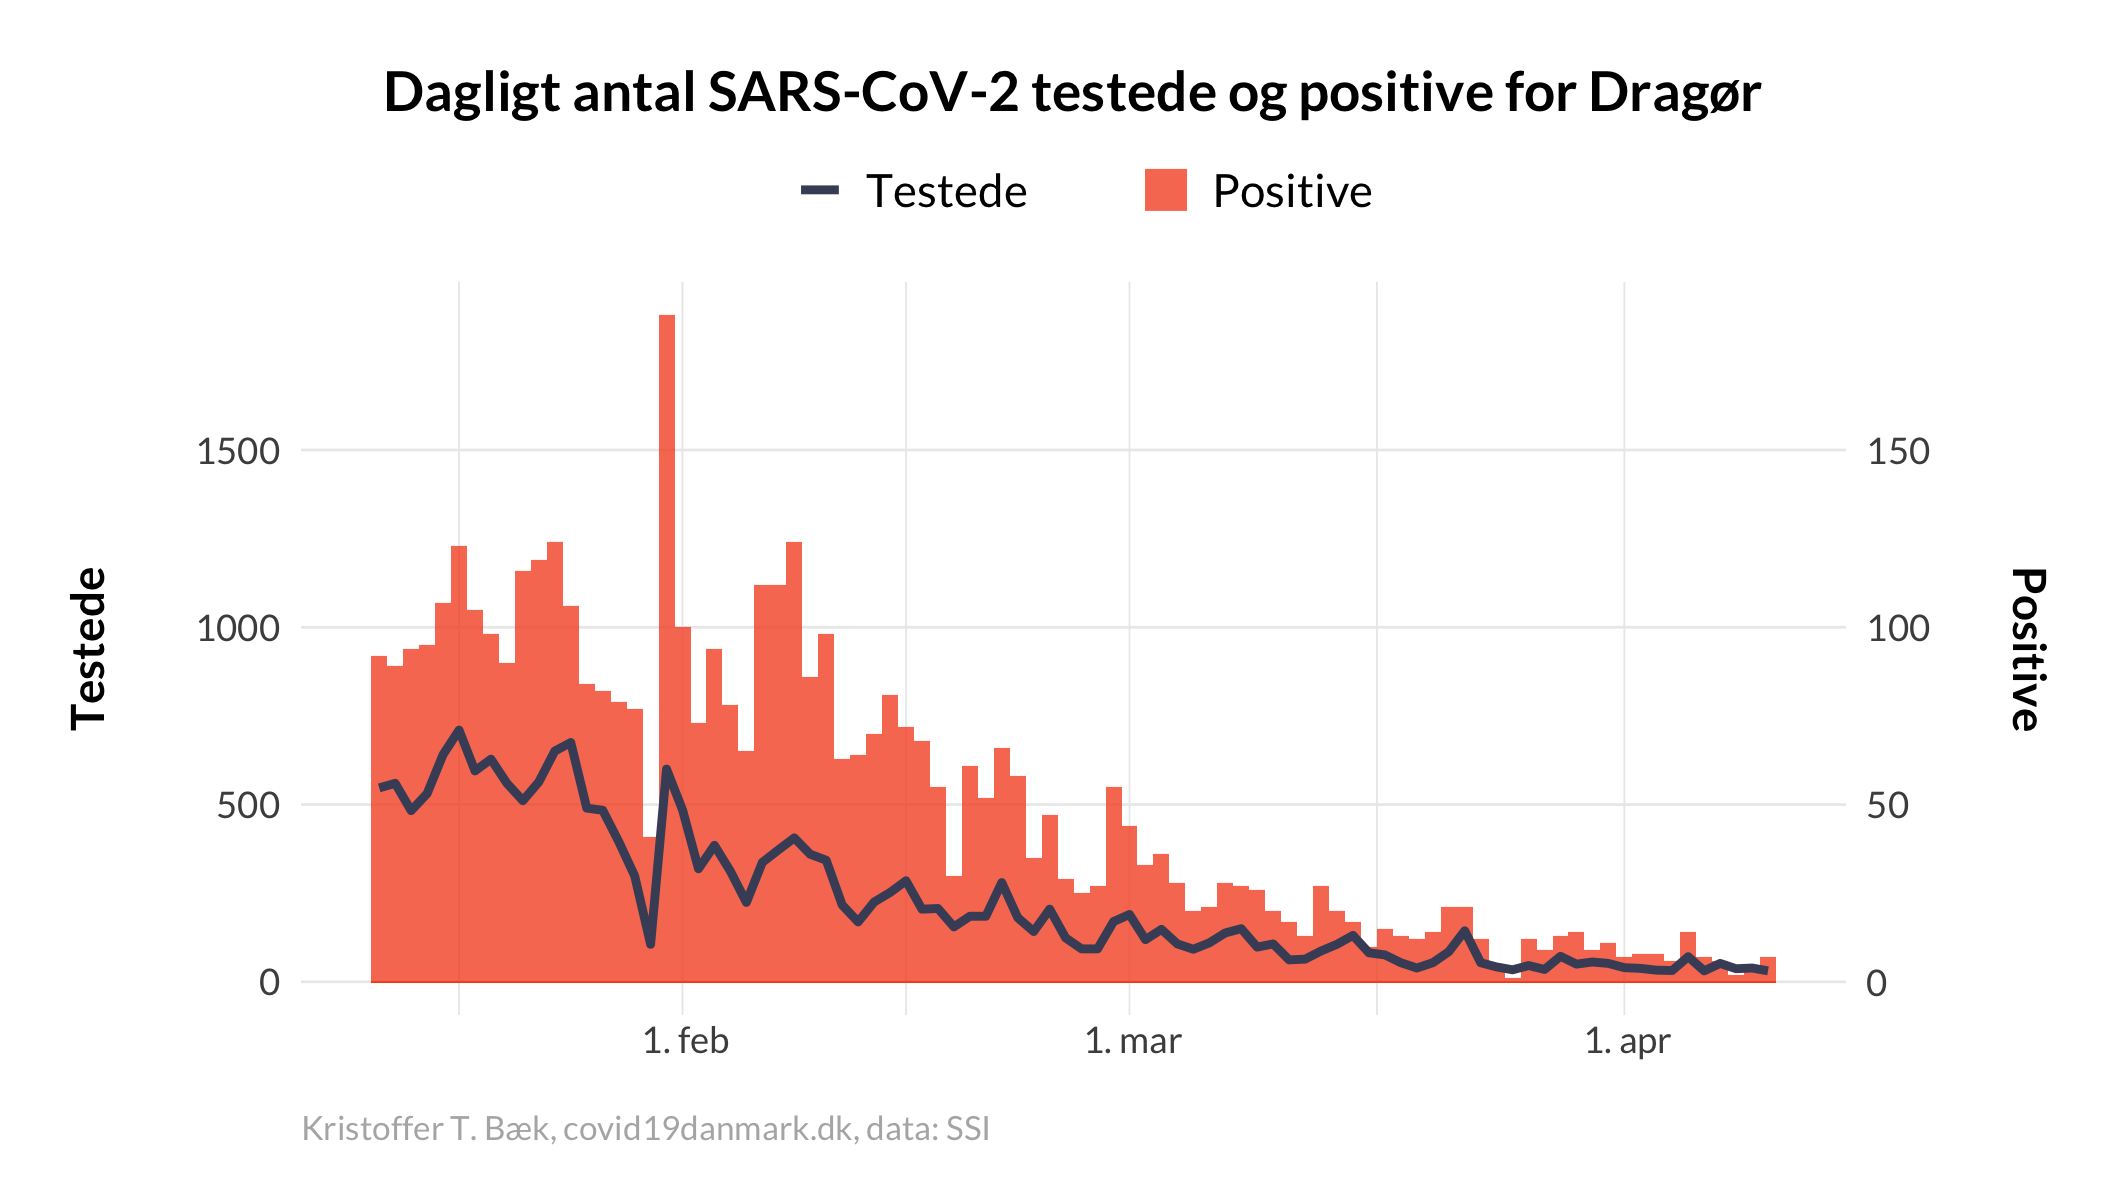 Dagligt antal SARS-CoV-2 testede og positive for Dragør
Testede Positive
1500 150
1000 100
500 50
0 0
Testede
Positive
1. feb 1. mar 1. apr
Kristoffer T. Bæk, covid19danmark.dk, data: SSI